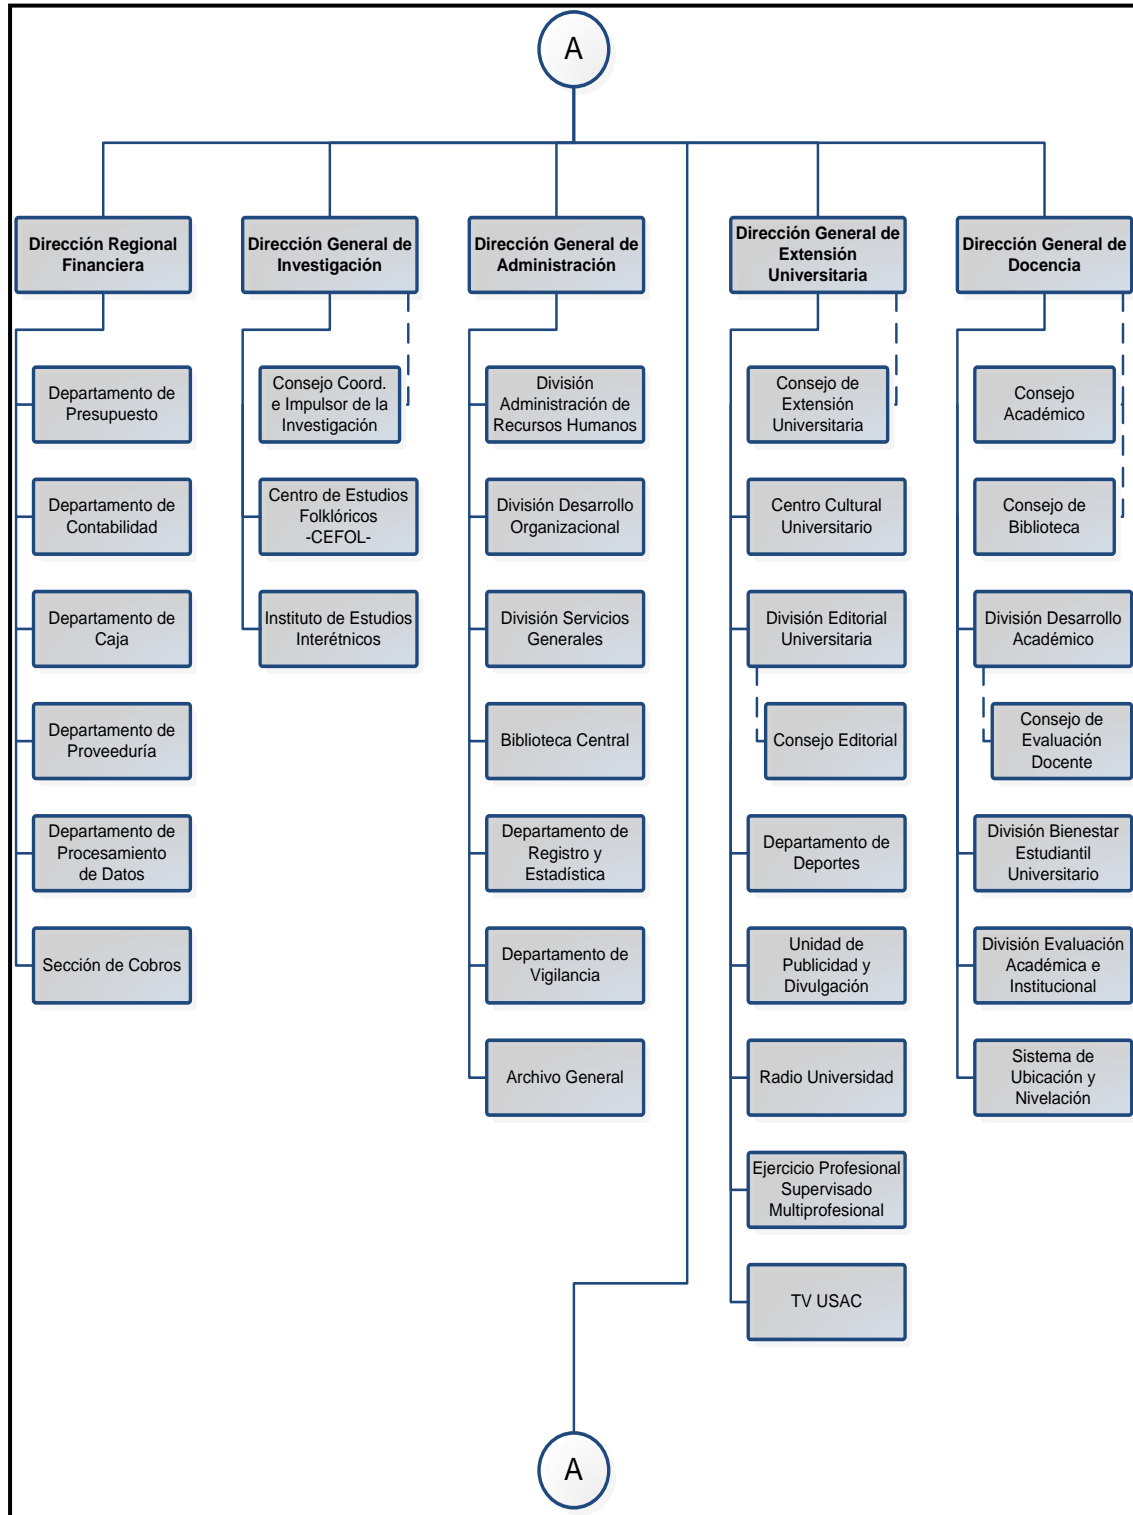 A
Dirección Regional
Financiera
Dirección General de
Investigación
Dirección General de
Administración
Dirección General de
Extensión
Universitaria
Dirección General de
Docencia
Departamento de
Presupuesto
Departamento de
Contabilidad
Departamento de
Caja
Departamento de
Proveeduría
Departamento de
Procesamiento
de Datos
Sección de Cobros
Consejo Coord.
e Impulsor de la
Investigación
Centro de Estudios
Folklóricos
-CEFOL-
Instituto de Estudios
Interétnicos
División
Administración de
Recursos Humanos
División Desarrollo
Organizacional
División Servicios
Generales
Biblioteca Central
Departamento de
Registro y
Estadística
Departamento de
Vigilancia
Archivo General
Consejo de
Extensión
Universitaria
Centro Cultural
Universitario
División Editorial
Universitaria
Consejo Editorial
Departamento de
Deportes
Unidad de
Publicidad y
Divulgación
Radio Universidad
Ejercicio Profesional
Supervisado
Multiprofesional
TV USAC
Consejo
Académico
Consejo de
Biblioteca
División Desarrollo
Académico
Consejo de
Evaluación
Docente
División Bienestar
Estudiantil
Universitario
División Evaluación
Académica e
Institucional
Sistema de
Ubicación y
Nivelación
A